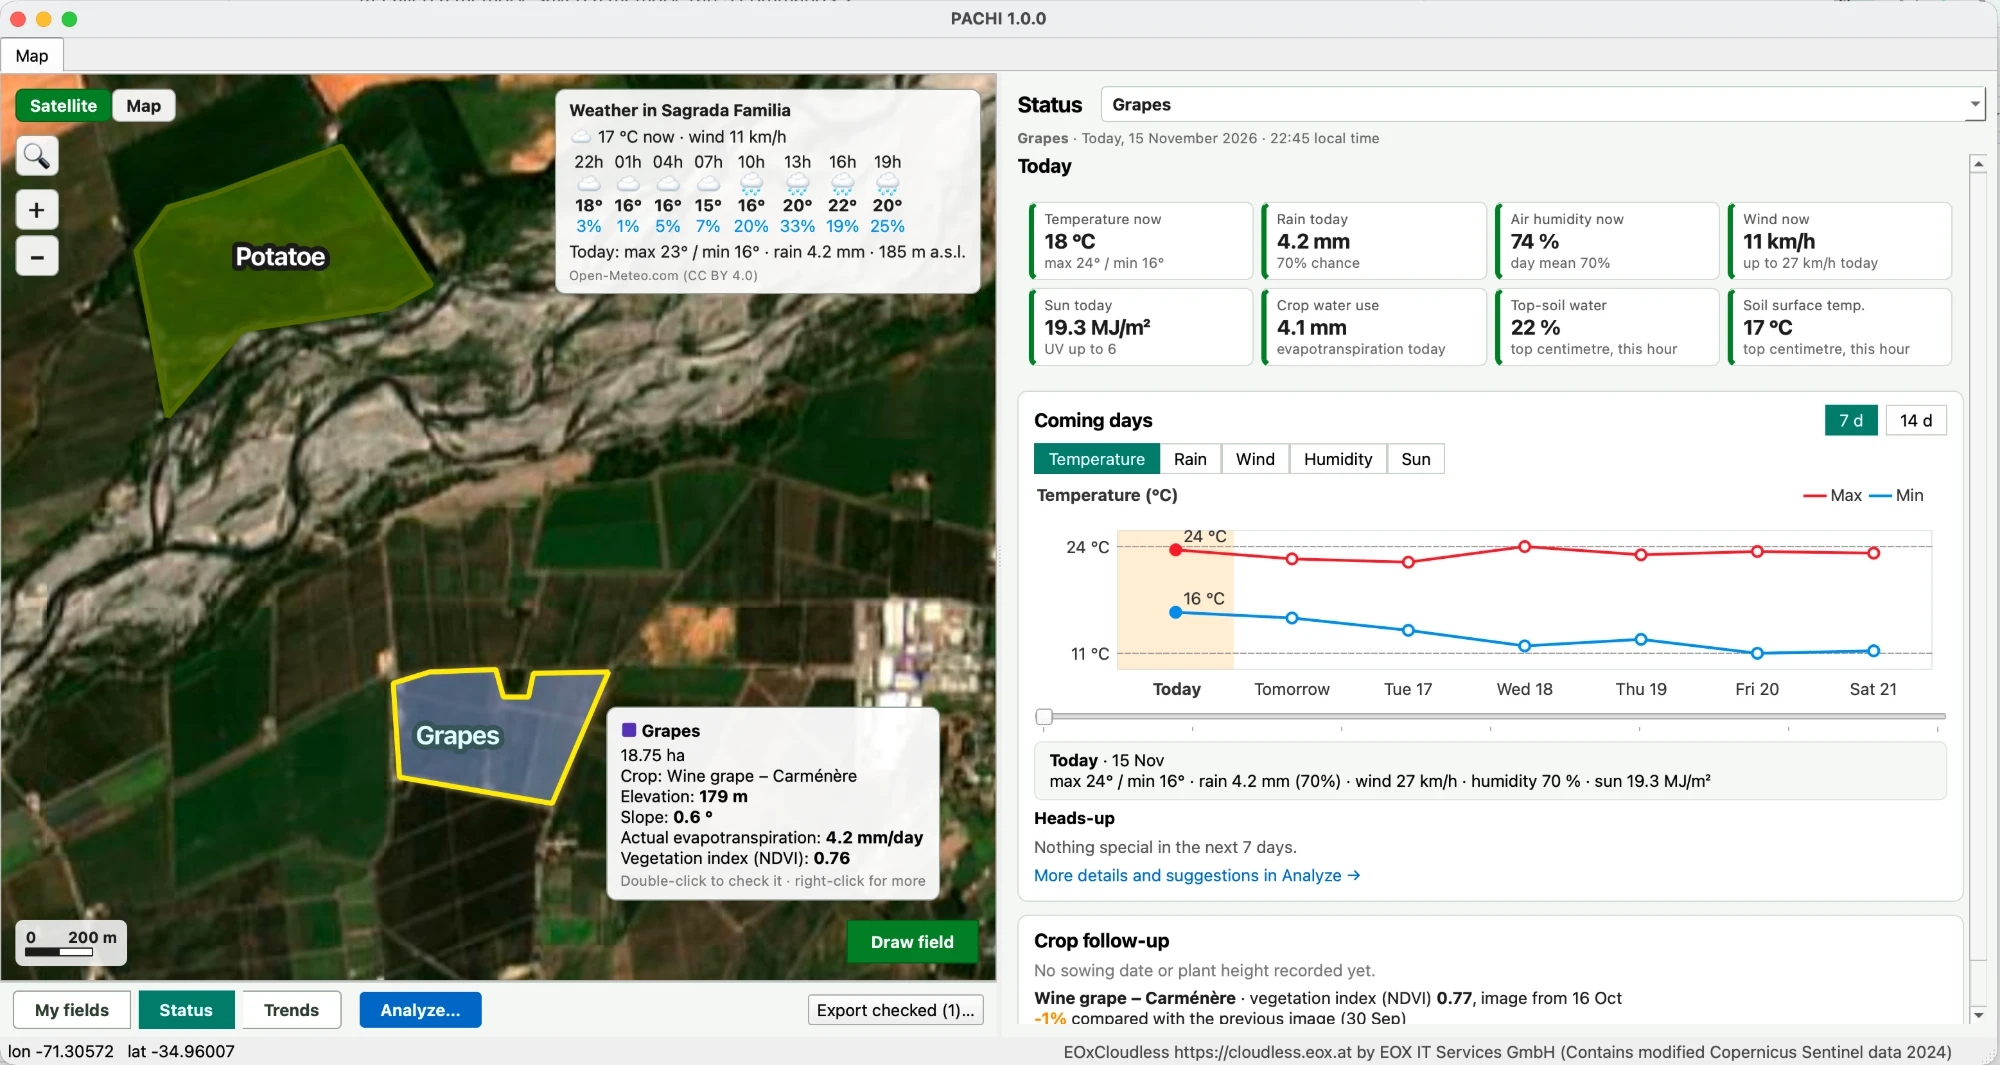 PACHI 1.0.0
Map
Satellite Map
+
−
Potatoe
Weather in Sagrada Familia
17 °C now · wind 11 km/h
22h 01h 04h 07h 10h 13h 16h 19h
18° 16° 16° 15° 16° 20° 22° 20°
3% 1% 5% 7% 20% 33% 19% 25%
Today: max 23° / min 16° · rain 4.2 mm · 185 m a.s.l.
Open-Meteo.com (CC BY 4.0)
Grapes
Grapes
18.75 ha
Crop: Wine grape – Carménère
Elevation: 179 m
Slope: 0.6 °
Actual evapotranspiration: 4.2 mm/day
Vegetation index (NDVI): 0.76
Double-click to check it · right-click for more
0 200 m
Draw field
My fields Status Trends Analyze... Export checked (1)...
lon -71.30572 lat -34.96007
Status Grapes
Grapes · Today, 15 November 2026 · 22:45 local time
Today
Temperature now
18 °C
max 24° / min 16°
Rain today
4.2 mm
70% chance
Air humidity now
74 %
day mean 70%
Wind now
11 km/h
up to 27 km/h today
Sun today
19.3 MJ/m²
UV up to 6
Crop water use
4.1 mm
evapotranspiration today
Top-soil water
22 %
top centimetre, this hour
Soil surface temp.
17 °C
top centimetre, this hour
Coming days 7 d 14 d
Temperature Rain Wind Humidity Sun
Temperature (°C) Max Min
24 °C
24 °C
16 °C
11 °C
Today Tomorrow Tue 17 Wed 18 Thu 19 Fri 20 Sat 21
Today · 15 Nov
max 24° / min 16° · rain 4.2 mm (70%) · wind 27 km/h · humidity 70 % · sun 19.3 MJ/m²
Heads-up
Nothing special in the next 7 days.
More details and suggestions in Analyze →
Crop follow-up
No sowing date or plant height recorded yet.
Wine grape – Carménère · vegetation index (NDVI) 0.77, image from 16 Oct
-1% compared with the previous image (30 Sep)
EOxCloudless https://cloudless.eox.at by EOX IT Services GmbH (Contains modified Copernicus Sentinel data 2024)